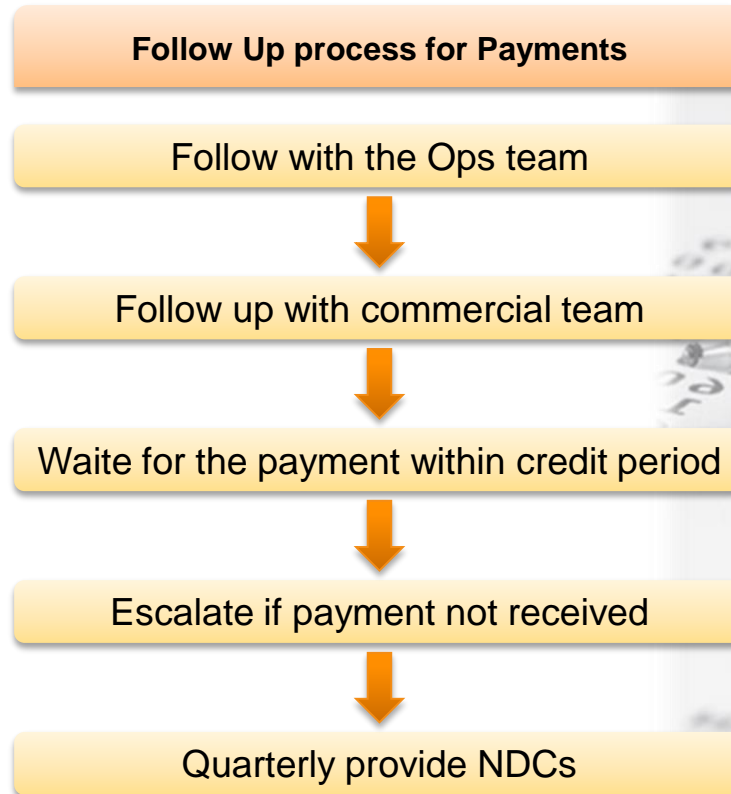 Follow Up process for Payments
Follow with the Ops team
Follow up with commercial team
Waite for the payment within credit period
Escalate if payment not received
Quarterly provide NDCs